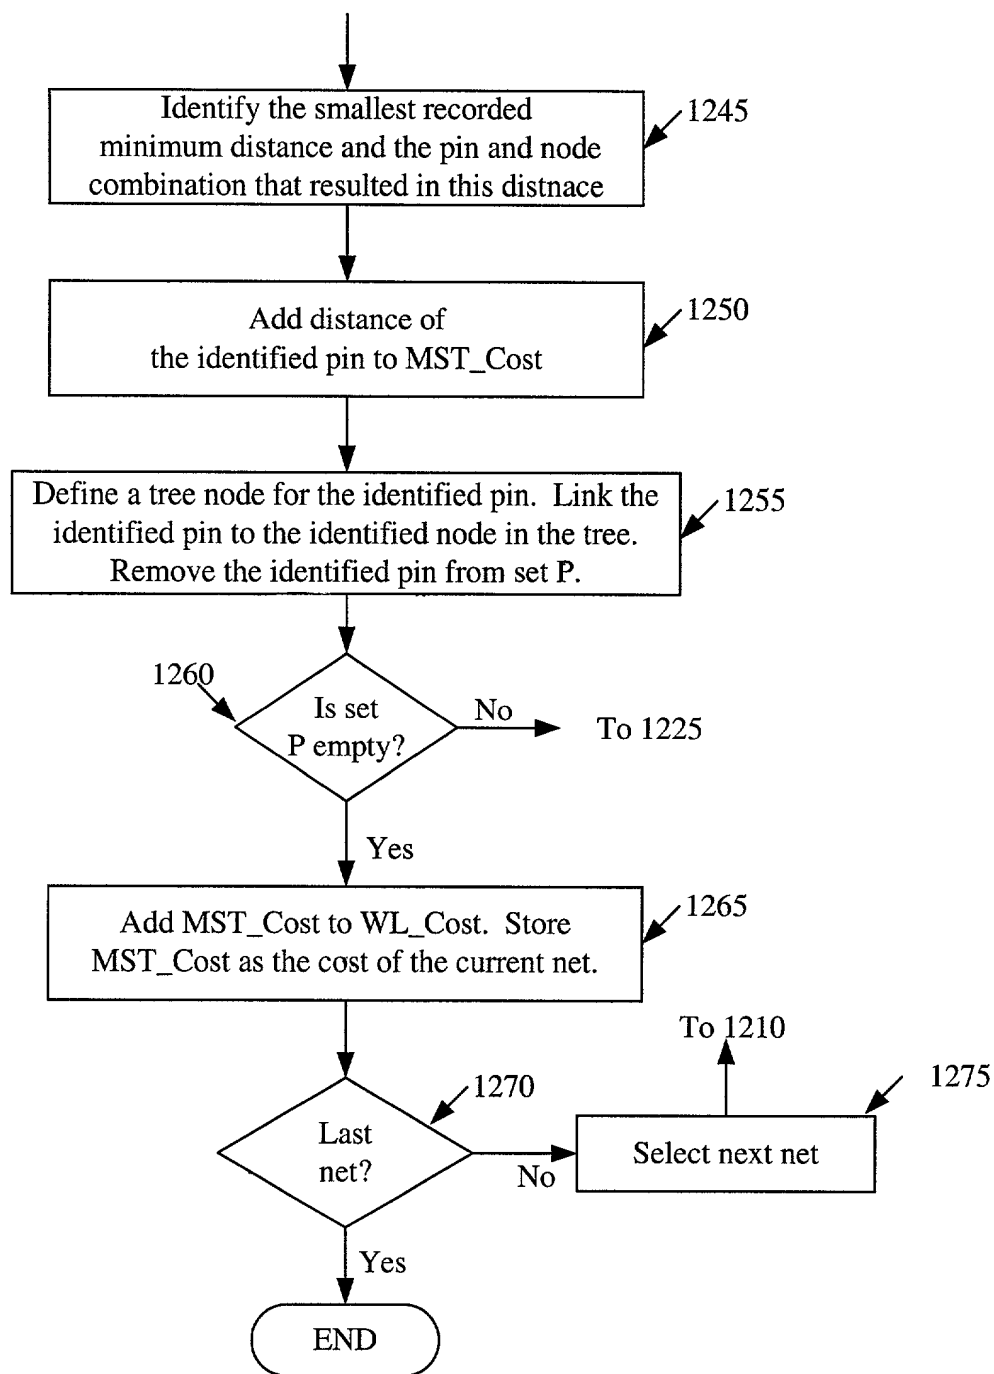 Identify the smallest recorded
minimum distance and the pin and node
combination that resulted in this distnace
1245
Add distance of
the identified pin to MST_Cost
1250
Define a tree node for the identified pin. Link the
identified pin to the identified node in the tree.
Remove the identified pin from set P.
1255
1260
Is set
P empty?
No
To 1225
Yes
Add MST_Cost to WL_Cost. Store
MST_Cost as the cost of the current net.
1265
To 1210
1270
1275
Last
net?
No
Select next net
Yes
END